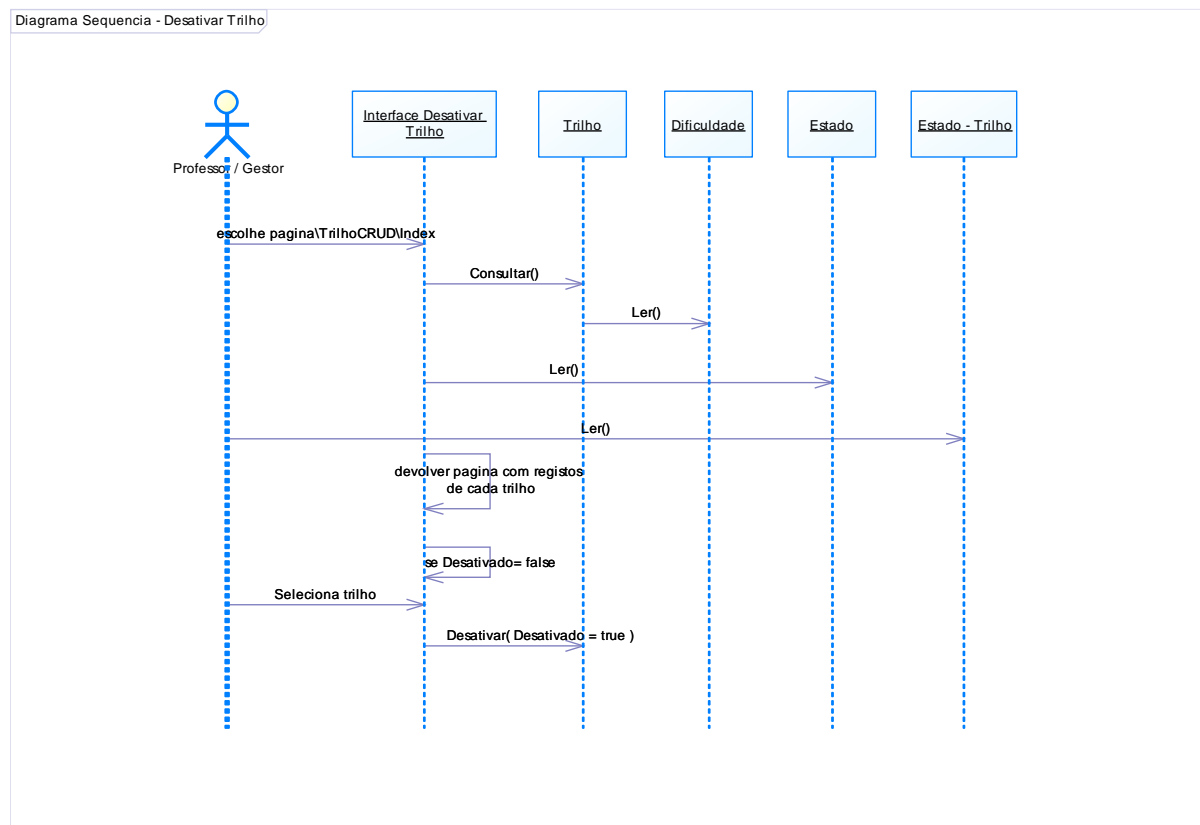 Diagrama Sequencia - Desativar Trilho
Interface Desativar
Trilho
Trilho
Dificuldade
Estado
Estado - Trilho
Professor / Gestor
escolhe pagina\TrilhoCRUD\Index
Consultar()
Ler()
Ler()
Ler()
devolver pagina com registos
de cada trilho
se Desativado= false
Seleciona trilho
Desativar( Desativado = true )